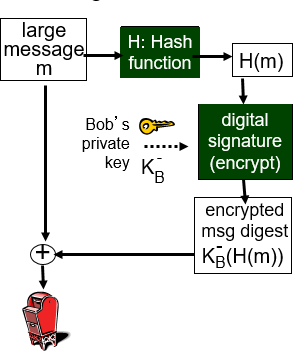 large
message
m
H: Hash
function
H(m)
Bob's
private
key K⁻B
digital
signature
(encrypt)
encrypted
msg digest
K⁻B(H(m))
+